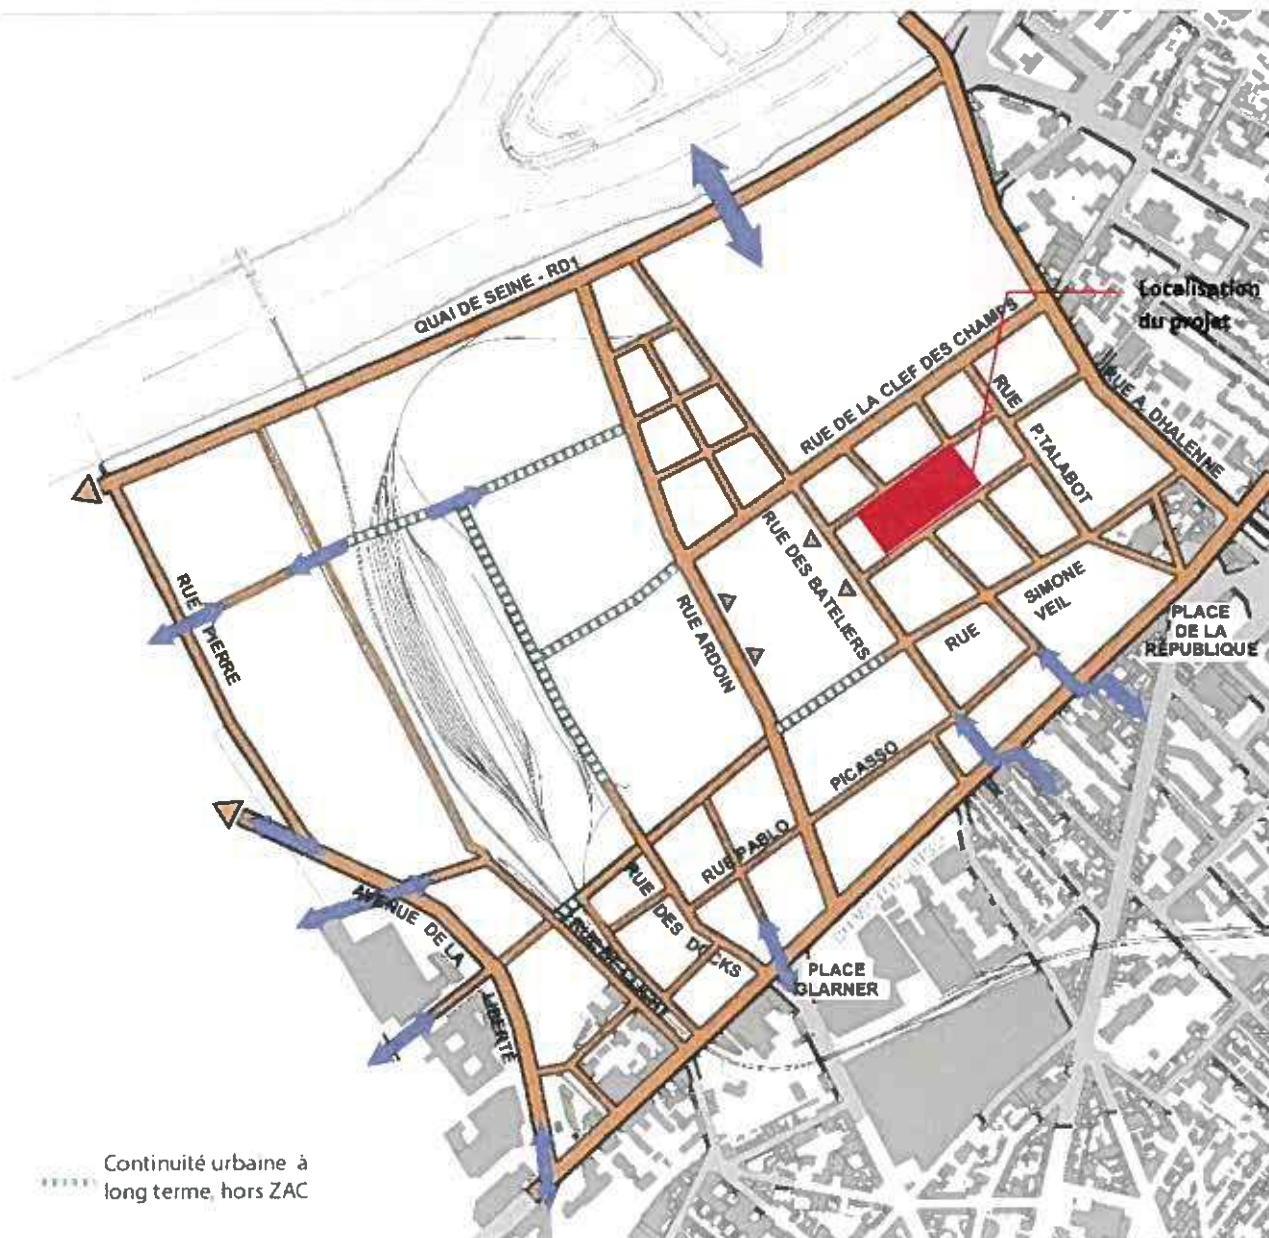 QUAI DE SEINE - RD1
Localisation
du projet
RUE DE LA CLEF DES CHAMPS
RUE A. DHALENNE
RUE
P.TALABOT
RUE DES BATELIERS
RUE
SIMONE
VEIL
PLACE
DE LA
RÉPUBLIQUE
RUE
PIERRE
RUE ARDOIN
PICASSO
RUE PABLO
RUE
DES
DOCKS
AVENUE DE LA
LIBERTÉ
PLACE
GLARNER
Continuité urbaine à
long terme, hors ZAC